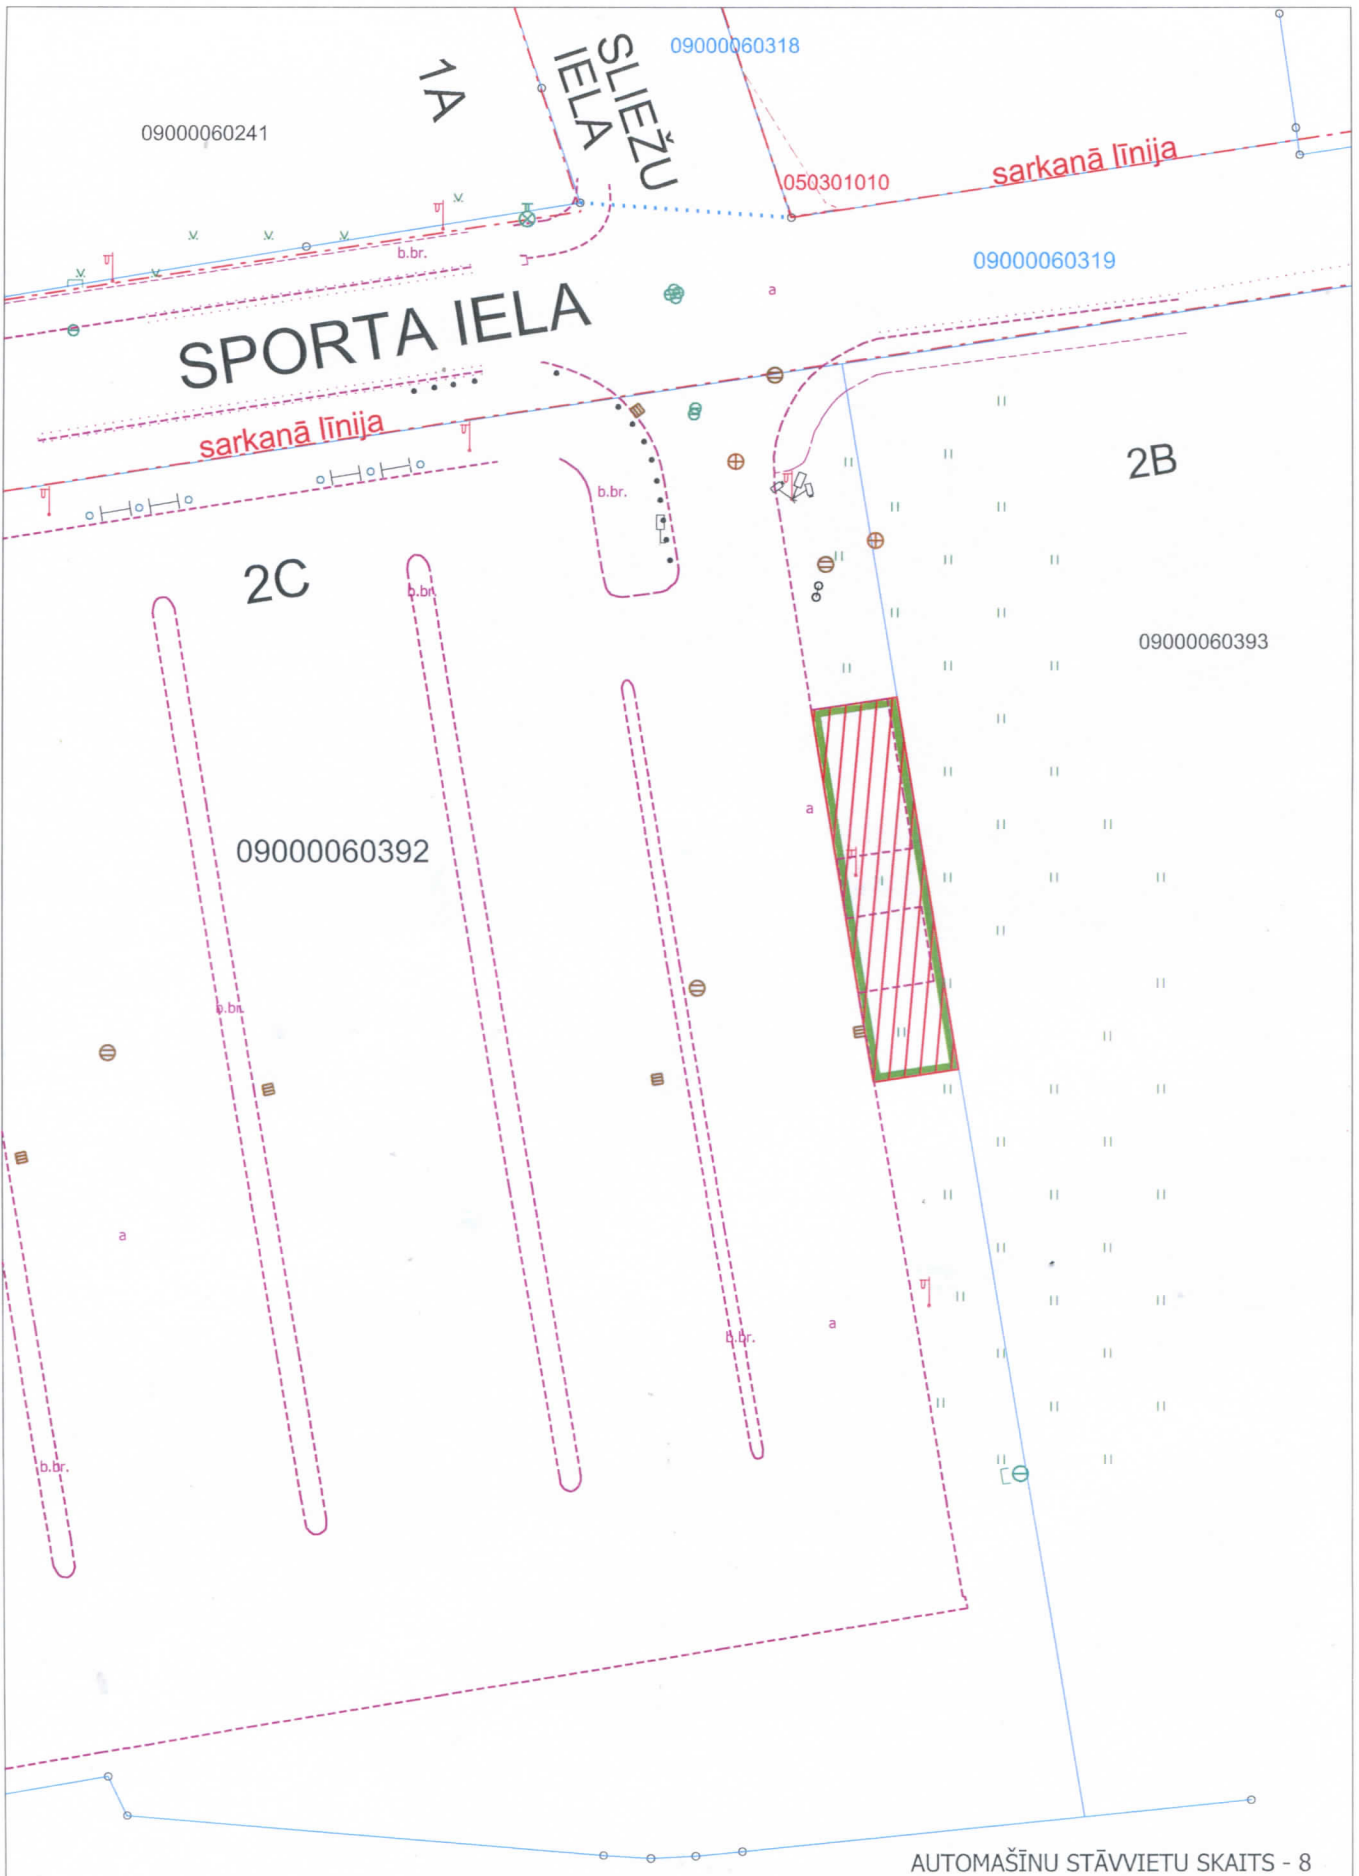 09000060318
SLIEŽU
IELA
1A
09000060241
sarkanā līnija
050301010
b.br.
09000060319
a
SPORTA IELA
sarkanā līnija
2B
b.br.
2C
b.br.
09000060393
a
09000060392
b.br.
a
a
b.br.
b.br.
AUTOMAŠĪNU STĀVVIETU SKAITS - 8